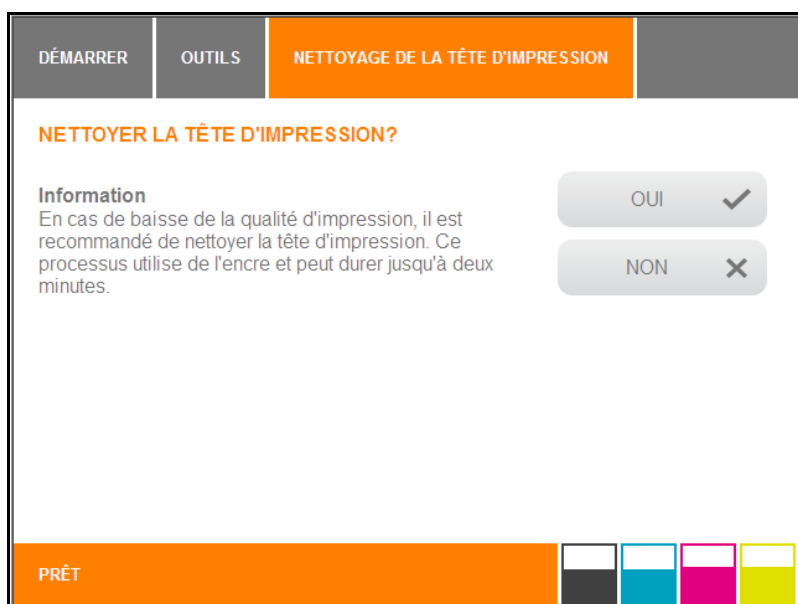 DÉMARRER
OUTILS
NETTOYAGE DE LA TÊTE D'IMPRESSION
NETTOYER LA TÊTE D'IMPRESSION?
Information
En cas de baisse de la qualité d'impression, il est
recommandé de nettoyer la tête d'impression. Ce
processus utilise de l'encre et peut durer jusqu'à deux
minutes.
OUI
NON
PRÊT